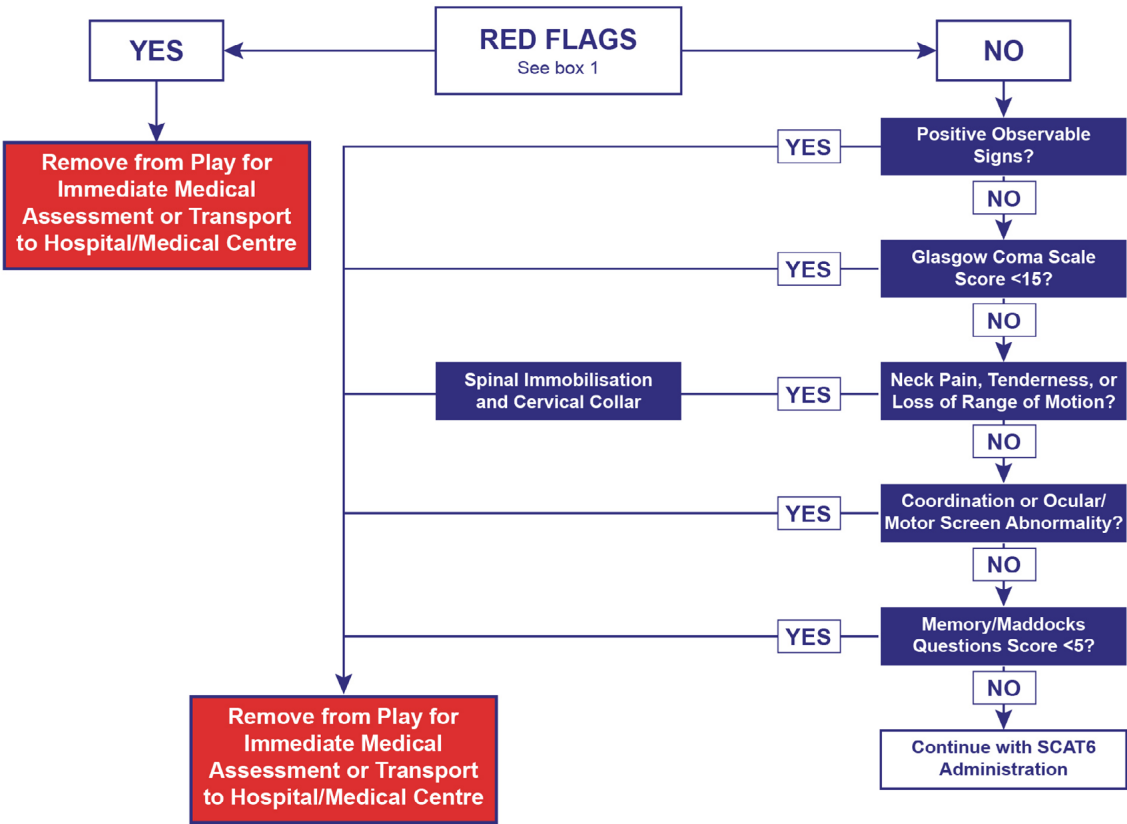 YES
RED FLAGS
See box 1
NO
Remove from Play for
Immediate Medical
Assessment or Transport
to Hospital/Medical Centre
YES
Positive Observable
Signs?
NO
YES
Glasgow Coma Scale
Score <15?
NO
Spinal Immobilisation
and Cervical Collar
YES
Neck Pain, Tenderness, or
Loss of Range of Motion?
NO
YES
Coordination or Ocular/
Motor Screen Abnormality?
NO
YES
Memory/Maddocks
Questions Score <5?
NO
Remove from Play for
Immediate Medical
Assessment or Transport
to Hospital/Medical Centre
Continue with SCAT6
Administration